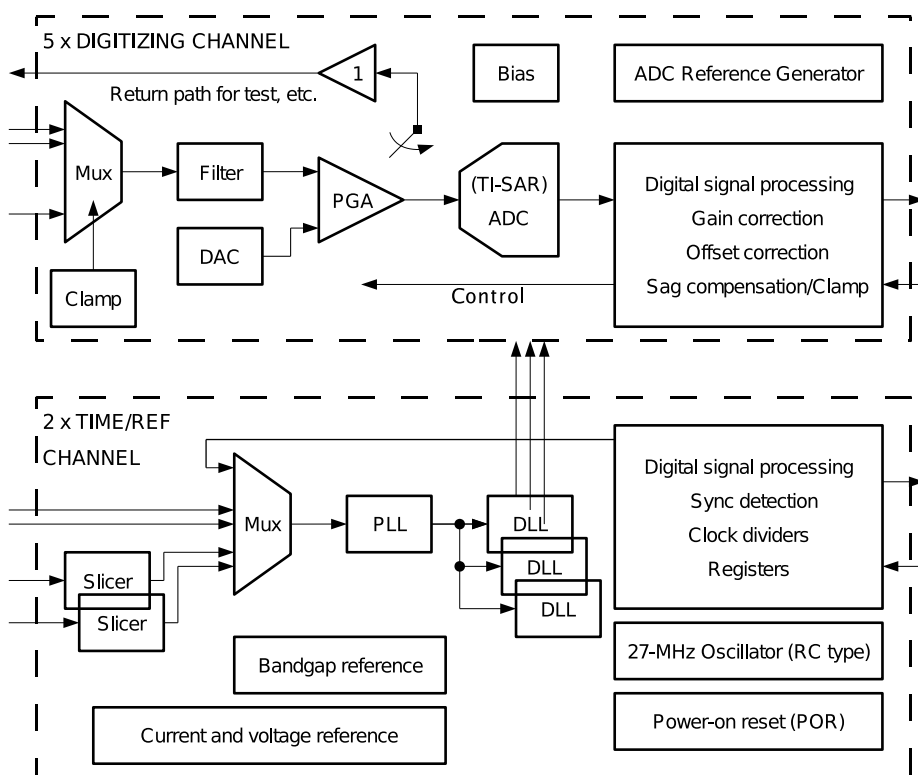 5 x DIGITIZING CHANNEL
1
Return path for test, etc.
Bias
ADC Reference Generator
Mux
Filter
PGA
(TI-SAR)
ADC
Digital signal processing
Gain correction
Offset correction
Sag compensation/Clamp
DAC
Clamp
Control
2 x TIME/REF
CHANNEL
Mux
PLL
DLL
DLL
DLL
Slicer
Slicer
Digital signal processing
Sync detection
Clock dividers
Registers
Bandgap reference
27-MHz Oscillator (RC type)
Current and voltage reference
Power-on reset (POR)